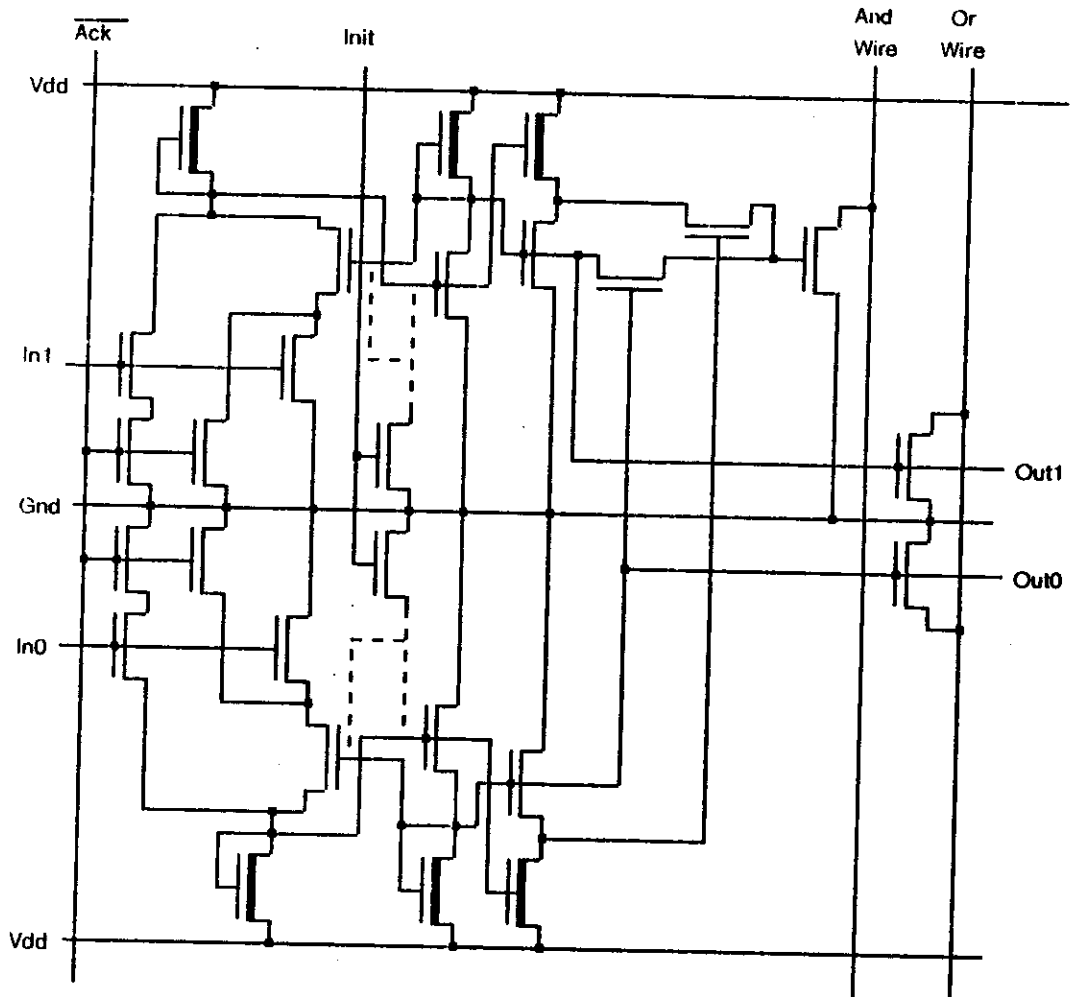 Ack
Init
And
Wire
Or
Wire
Vdd
In1
Gnd
Out1
Out0
In0
Vdd